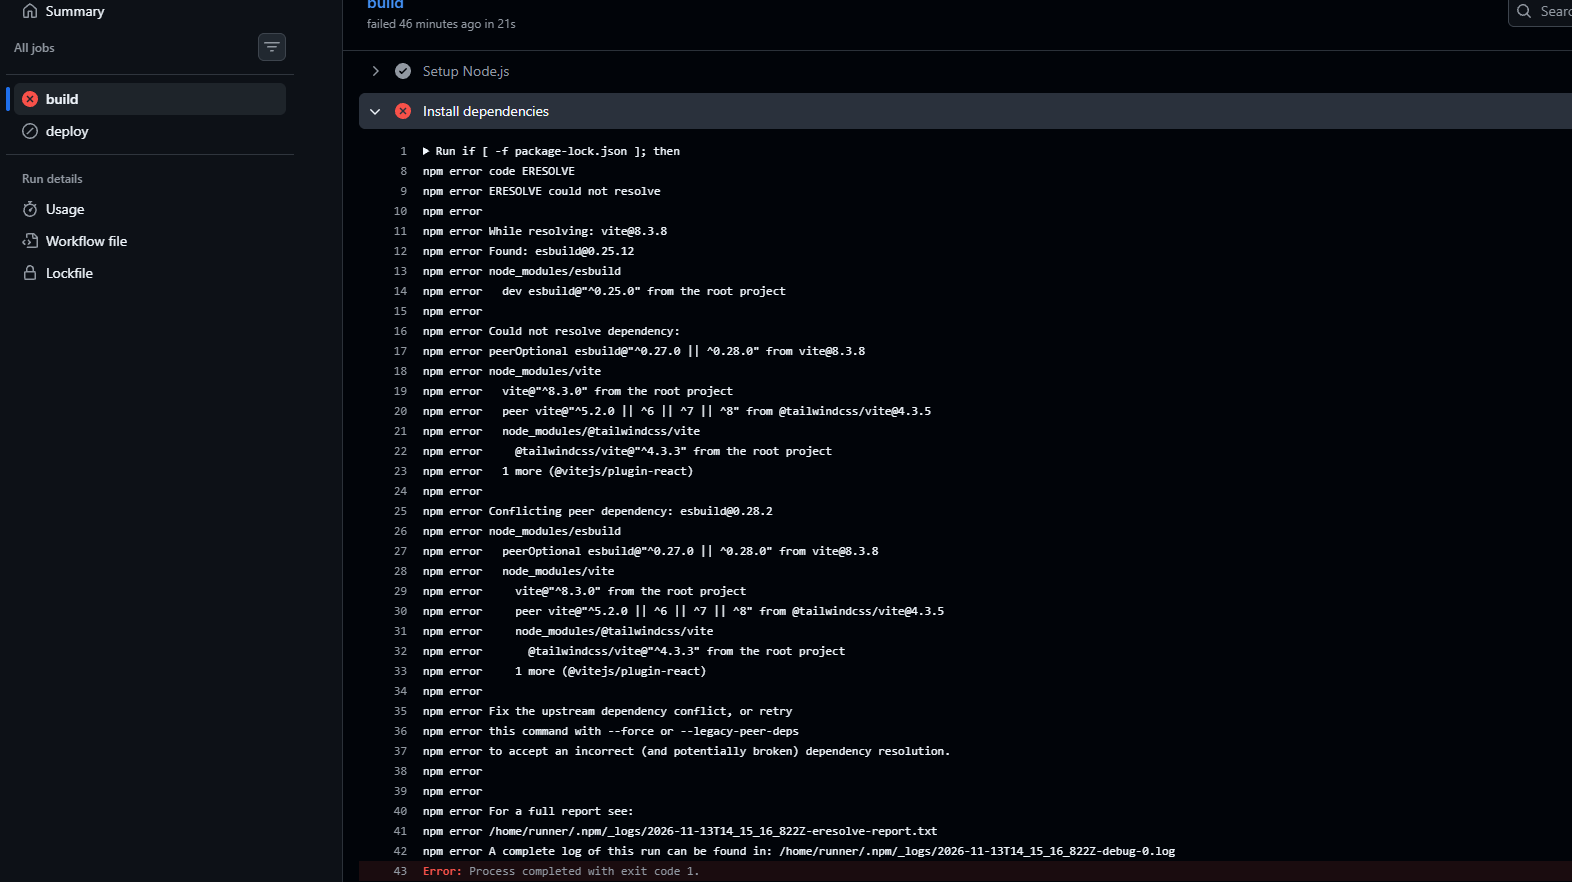 Summary
All jobs
build
deploy
Run details
Usage
Workflow file
Lockfile
build
failed 46 minutes ago in 21s
Setup Node.js
Install dependencies
1 Run if [ -f package-lock.json ]; then
8 npm error code ERESOLVE
9 npm error ERESOLVE could not resolve
10 npm error
11 npm error While resolving: vite@8.3.8
12 npm error Found: esbuild@0.25.12
13 npm error node_modules/esbuild
14 npm error   dev esbuild@"^0.25.0" from the root project
15 npm error
16 npm error Could not resolve dependency:
17 npm error peerOptional esbuild@"^0.27.0 || ^0.28.0" from vite@8.3.8
18 npm error node_modules/vite
19 npm error   vite@"^8.3.0" from the root project
20 npm error   peer vite@"^5.2.0 || ^6 || ^7 || ^8" from @tailwindcss/vite@4.3.5
21 npm error   node_modules/@tailwindcss/vite
22 npm error     @tailwindcss/vite@"^4.3.3" from the root project
23 npm error   1 more (@vitejs/plugin-react)
24 npm error
25 npm error Conflicting peer dependency: esbuild@0.28.2
26 npm error node_modules/esbuild
27 npm error   peerOptional esbuild@"^0.27.0 || ^0.28.0" from vite@8.3.8
28 npm error   node_modules/vite
29 npm error     vite@"^8.3.0" from the root project
30 npm error     peer vite@"^5.2.0 || ^6 || ^7 || ^8" from @tailwindcss/vite@4.3.5
31 npm error     node_modules/@tailwindcss/vite
32 npm error       @tailwindcss/vite@"^4.3.3" from the root project
33 npm error     1 more (@vitejs/plugin-react)
34 npm error
35 npm error Fix the upstream dependency conflict, or retry
36 npm error this command with --force or --legacy-peer-deps
37 npm error to accept an incorrect (and potentially broken) dependency resolution.
38 npm error
39 npm error
40 npm error For a full report see:
41 npm error /home/runner/.npm/_logs/2026-11-13T14_15_16_822Z-eresolve-report.txt
42 npm error A complete log of this run can be found in: /home/runner/.npm/_logs/2026-11-13T14_15_16_822Z-debug-0.log
43 Error: Process completed with exit code 1.